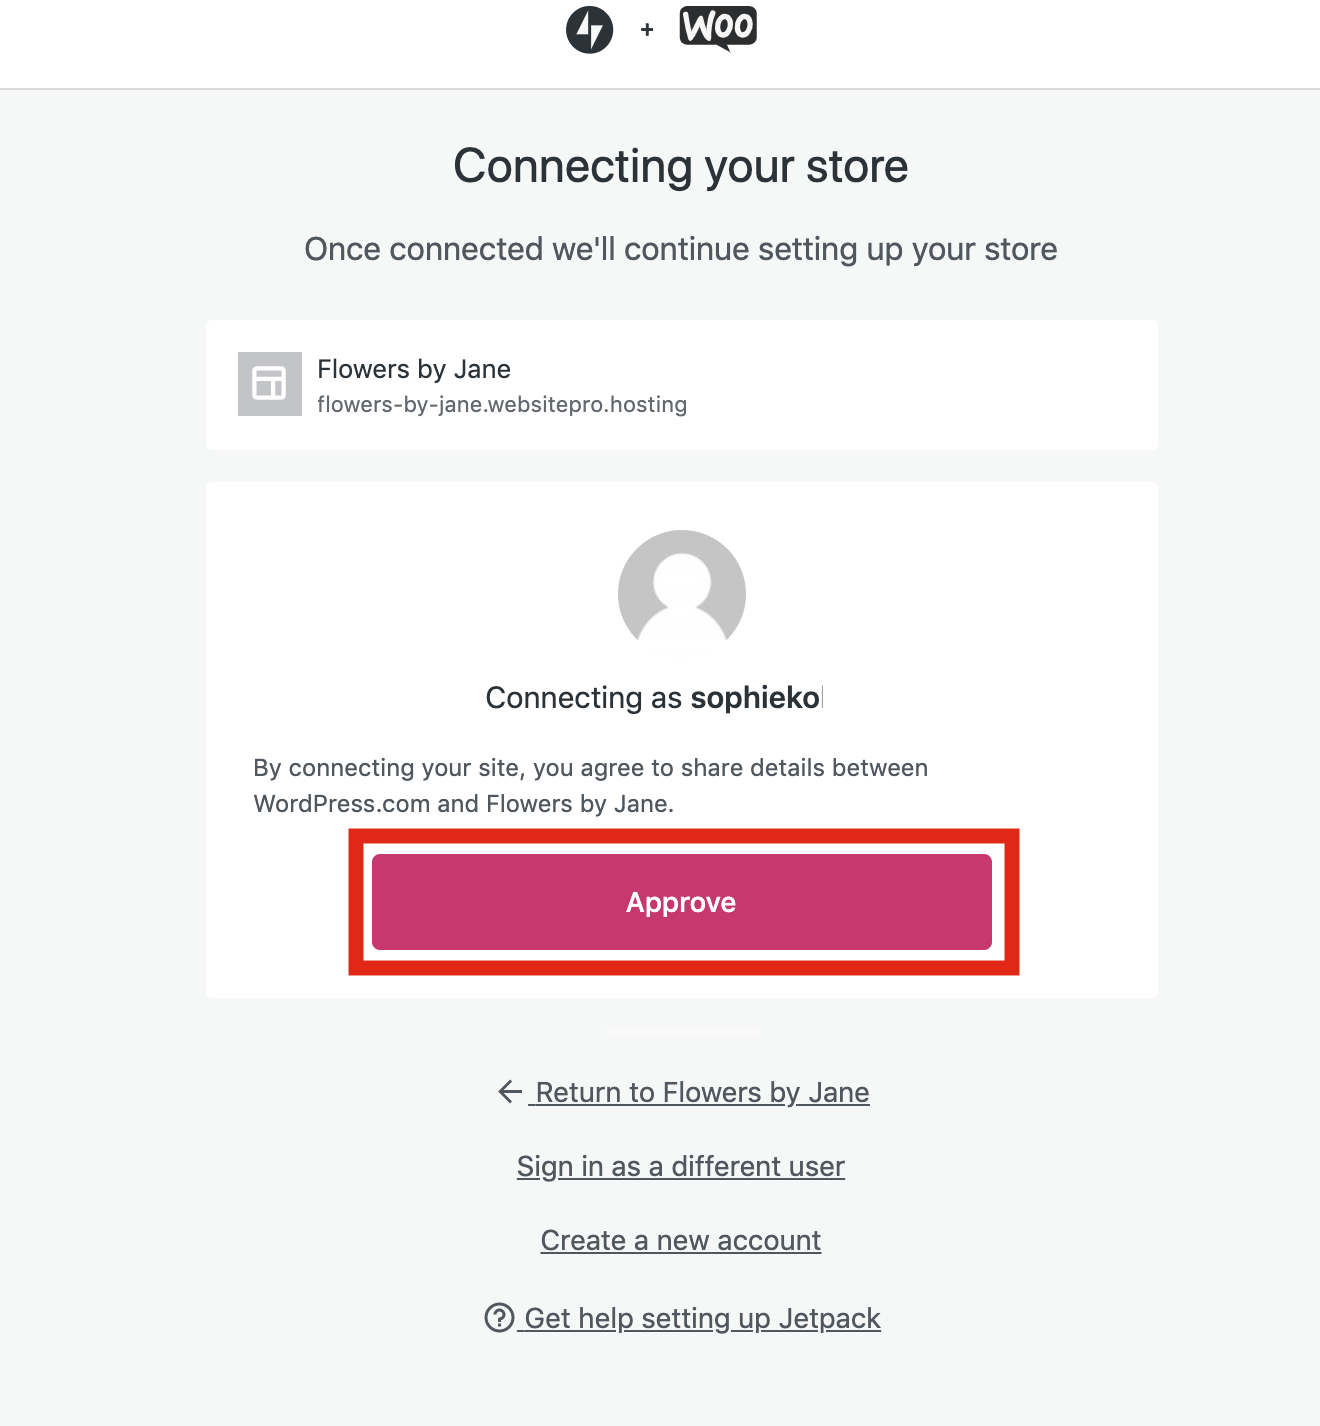 + Woo
Connecting your store
Once connected we'll continue setting up your store
Flowers by Jane
flowers-by-jane.websitepro.hosting
Connecting as sophieko
By connecting your site, you agree to share details between
WordPress.com and Flowers by Jane.
Approve
← Return to Flowers by Jane
Sign in as a different user
Create a new account
? Get help setting up Jetpack